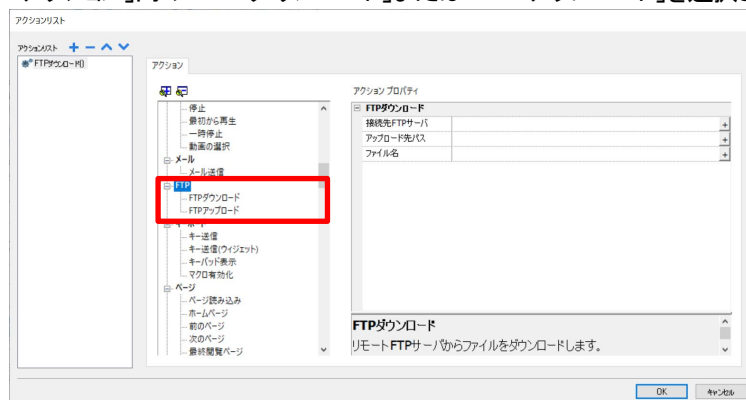 アクションリスト
アクションリスト
FTPダウンロード()
アクション
アクション プロパティ
停止
最初から再生
一時停止
動画の選択
メール
メール送信
FTP
FTPダウンロード
FTPアップロード
キー送信
キー送信(ウィジェット)
キーパッド表示
マクロ有効化
ページ
ページ読み込み
ホームページ
前のページ
次のページ
最終閲覧ページ
FTPダウンロード
接続先FTPサーバ
アップロード先パス
ファイル名
FTPダウンロード
リモートFTPサーバからファイルをダウンロードします。
OK
キャンセル